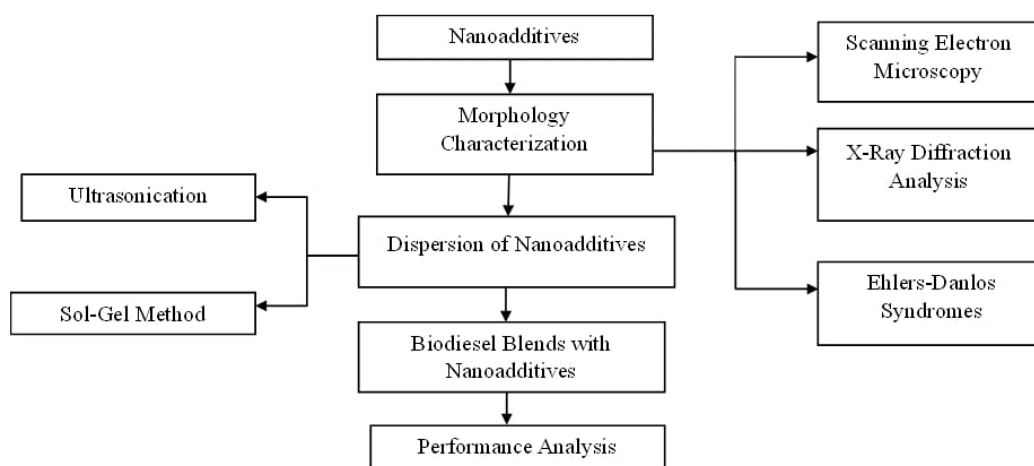 Nanoadditives
Scanning Electron
Microscopy
Morphology
Characterization
X-Ray Diffraction
Analysis
Ultrasonication
Dispersion of Nanoadditives
Ehlers-Danlos
Syndromes
Sol-Gel Method
Biodiesel Blends with
Nanoadditives
Performance Analysis